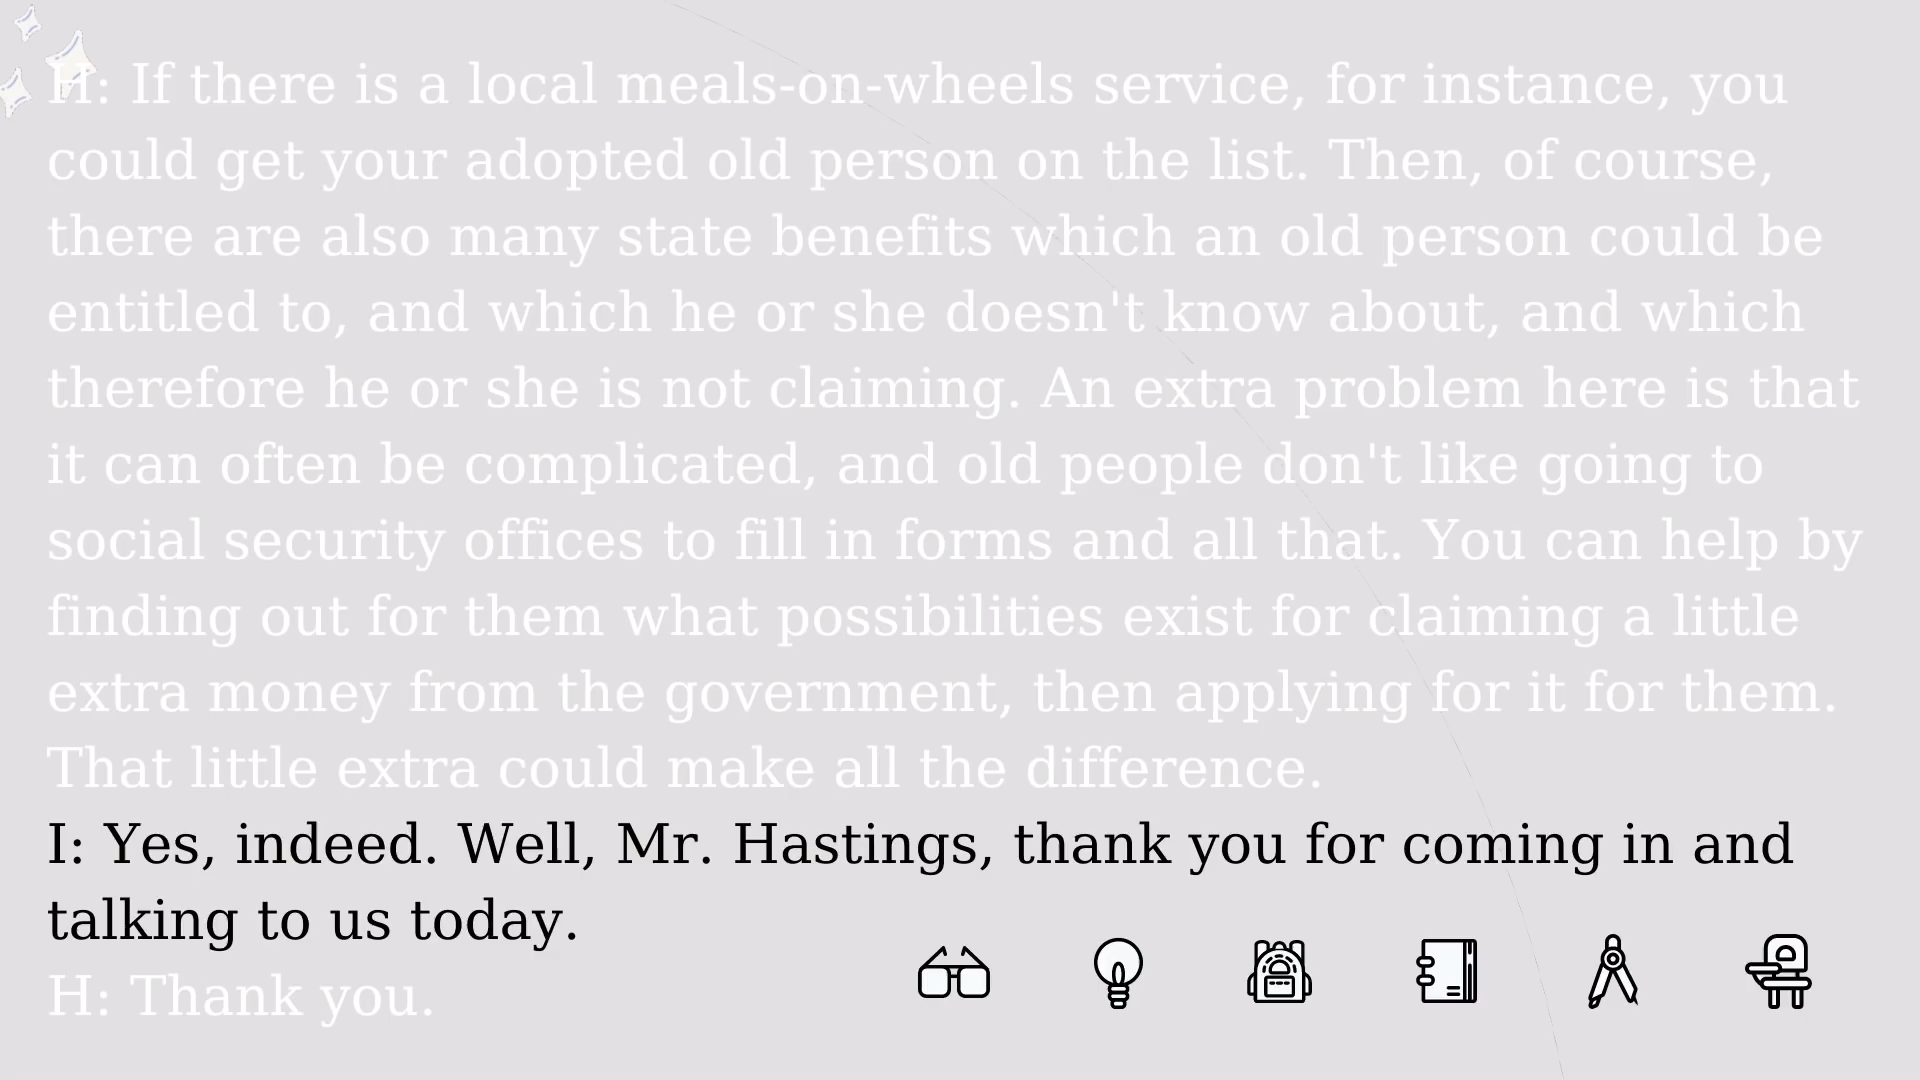 H: If there is a local meals-on-wheels service, for instance, you
could get your adopted old person on the list. Then, of course,
there are also many state benefits which an old person could be
entitled to, and which he or she doesn't know about, and which
therefore he or she is not claiming. An extra problem here is that
it can often be complicated, and old people don't like going to
social security offices to fill in forms and all that. You can help by
finding out for them what possibilities exist for claiming a little
extra money from the government, then applying for it for them.
That little extra could make all the difference.
I: Yes, indeed. Well, Mr. Hastings, thank you for coming in and
talking to us today.
H: Thank you.